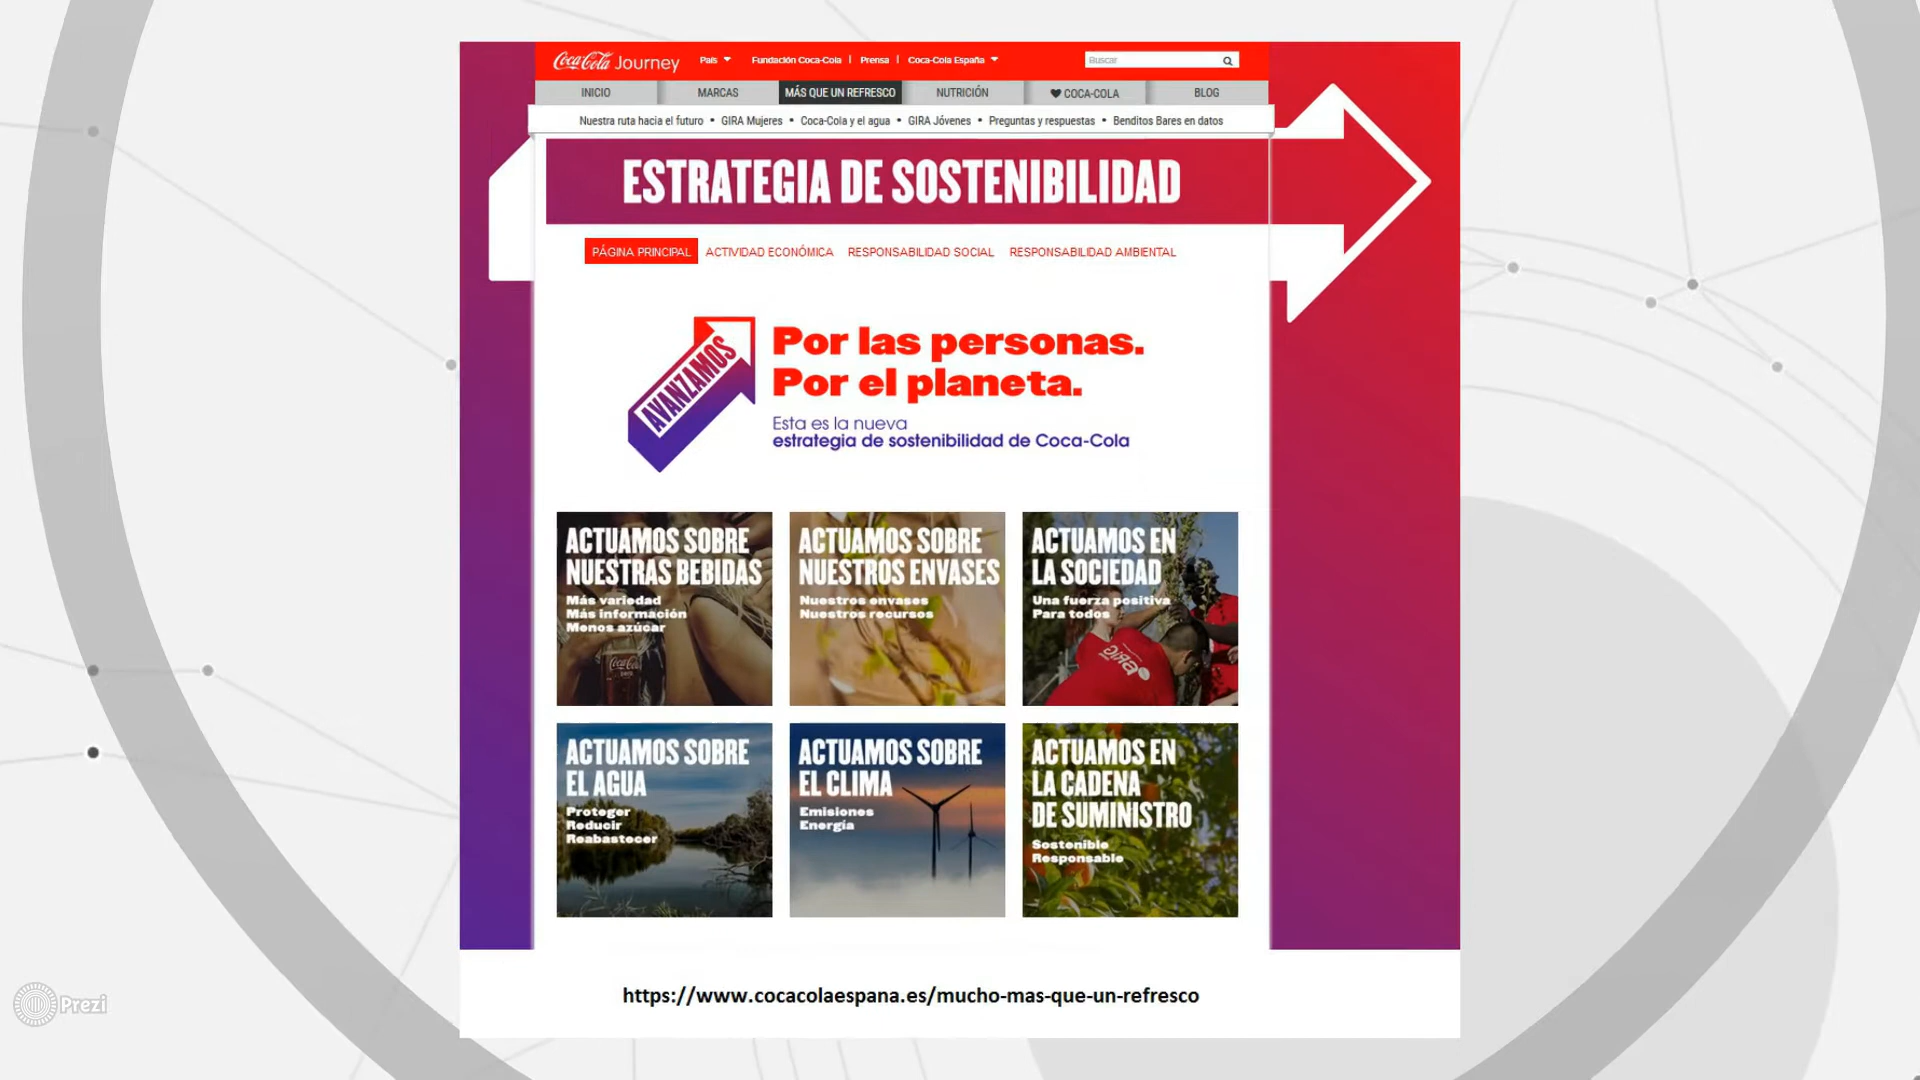 Coca-Cola Journey País Fundación Coca-Cola | Prensa | Coca-Cola España Buscar
INICIO MARCAS MÁS QUE UN REFRESCO NUTRICIÓN COCA-COLA BLOG
Nuestra ruta hacia el futuro • GIRA Mujeres • Coca-Cola y el agua • GIRA Jóvenes • Preguntas y respuestas • Benditos Bares en datos
ESTRATEGIA DE SOSTENIBILIDAD
PÁGINA PRINCIPAL ACTIVIDAD ECONÓMICA RESPONSABILIDAD SOCIAL RESPONSABILIDAD AMBIENTAL
AVANZAMOS
Por las personas.
Por el planeta.
Esta es la nueva
estrategia de sostenibilidad de Coca-Cola
ACTUAMOS SOBRE
NUESTRAS BEBIDAS
Más variedad
Más información
Menos azúcar
Coca-Cola
ACTUAMOS SOBRE
NUESTROS ENVASES
Nuestros envases
Nuestros recursos
ACTUAMOS EN
LA SOCIEDAD
Una fuerza positiva
Para todos
ACTUAMOS SOBRE
EL AGUA
Proteger
Reducir
Reabastecer
ACTUAMOS SOBRE
EL CLIMA
Emisiones
Energía
ACTUAMOS EN
LA CADENA
DE SUMINISTRO
Sostenible
Responsable
https://www.cocacolaespana.es/mucho-mas-que-un-refresco
Prezi